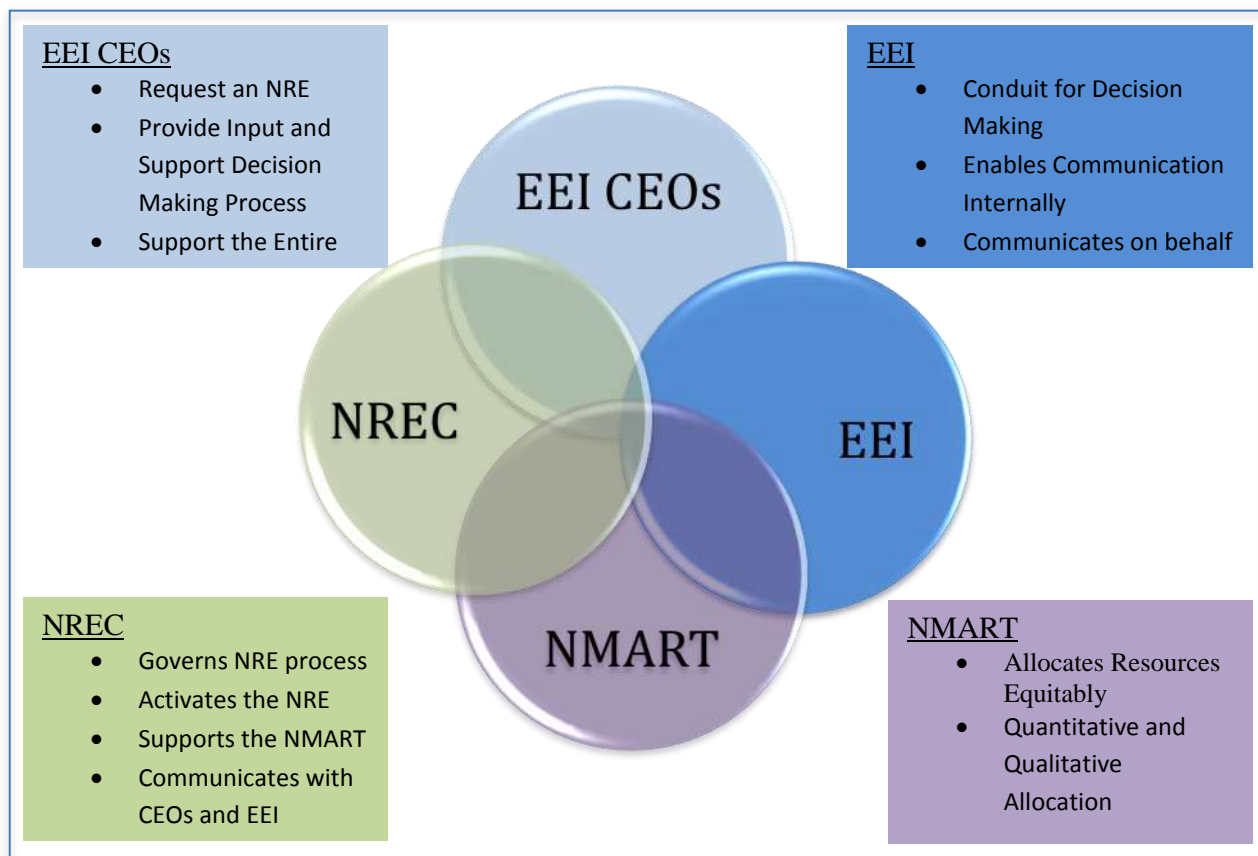 EEI CEOs
• Request an NRE
• Provide Input and
Support Decision
Making Process
• Support the Entire
EEI
• Conduit for Decision
Making
• Enables Communication
Internally
• Communicates on behalf
EEI CEOs
NREC
EEI
NMART
NREC
• Governs NRE process
• Activates the NRE
• Supports the NMART
• Communicates with
CEOs and EEI
NMART
• Allocates Resources
Equitably
• Quantitative and
Qualitative
Allocation